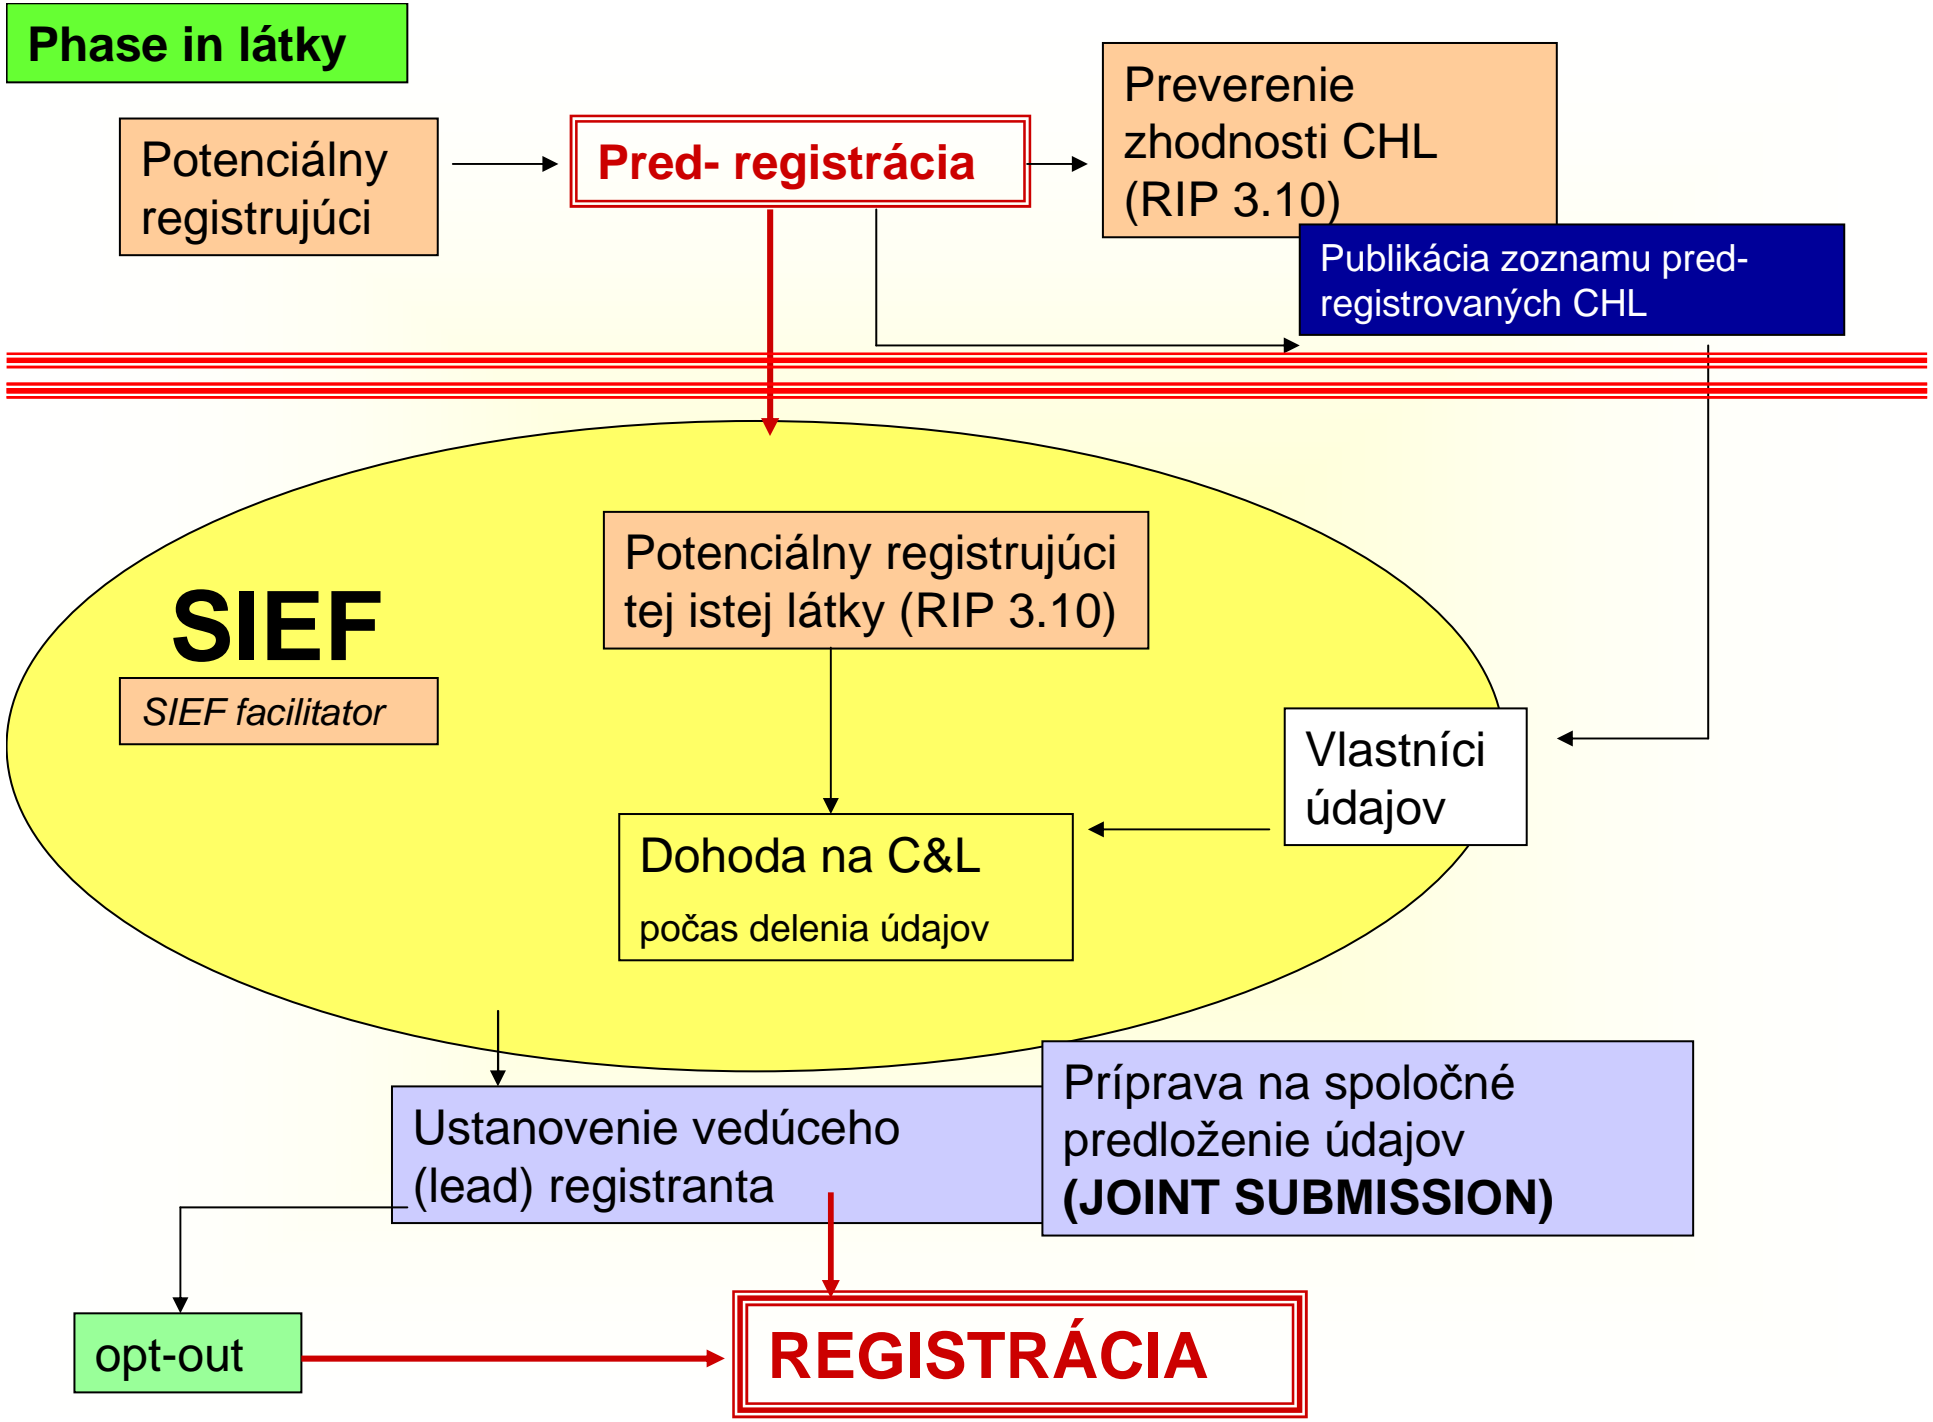 Phase in látky
Potenciálny
registrujúci
Pred- registrácia
Preverenie
zhodnosti CHL
(RIP 3.10)
Publikácia zoznamu pred-
registrovaných CHL
SIEF
SIEF facilitator
Potenciálny registrujúci
tej istej látky (RIP 3.10)
Vlastníci
údajov
Dohoda na C&L
počas delenia údajov
Ustanovenie vedúceho
(lead) registranta
Príprava na spoločné
predloženie údajov
(JOINT SUBMISSION)
opt-out
REGISTRÁCIA